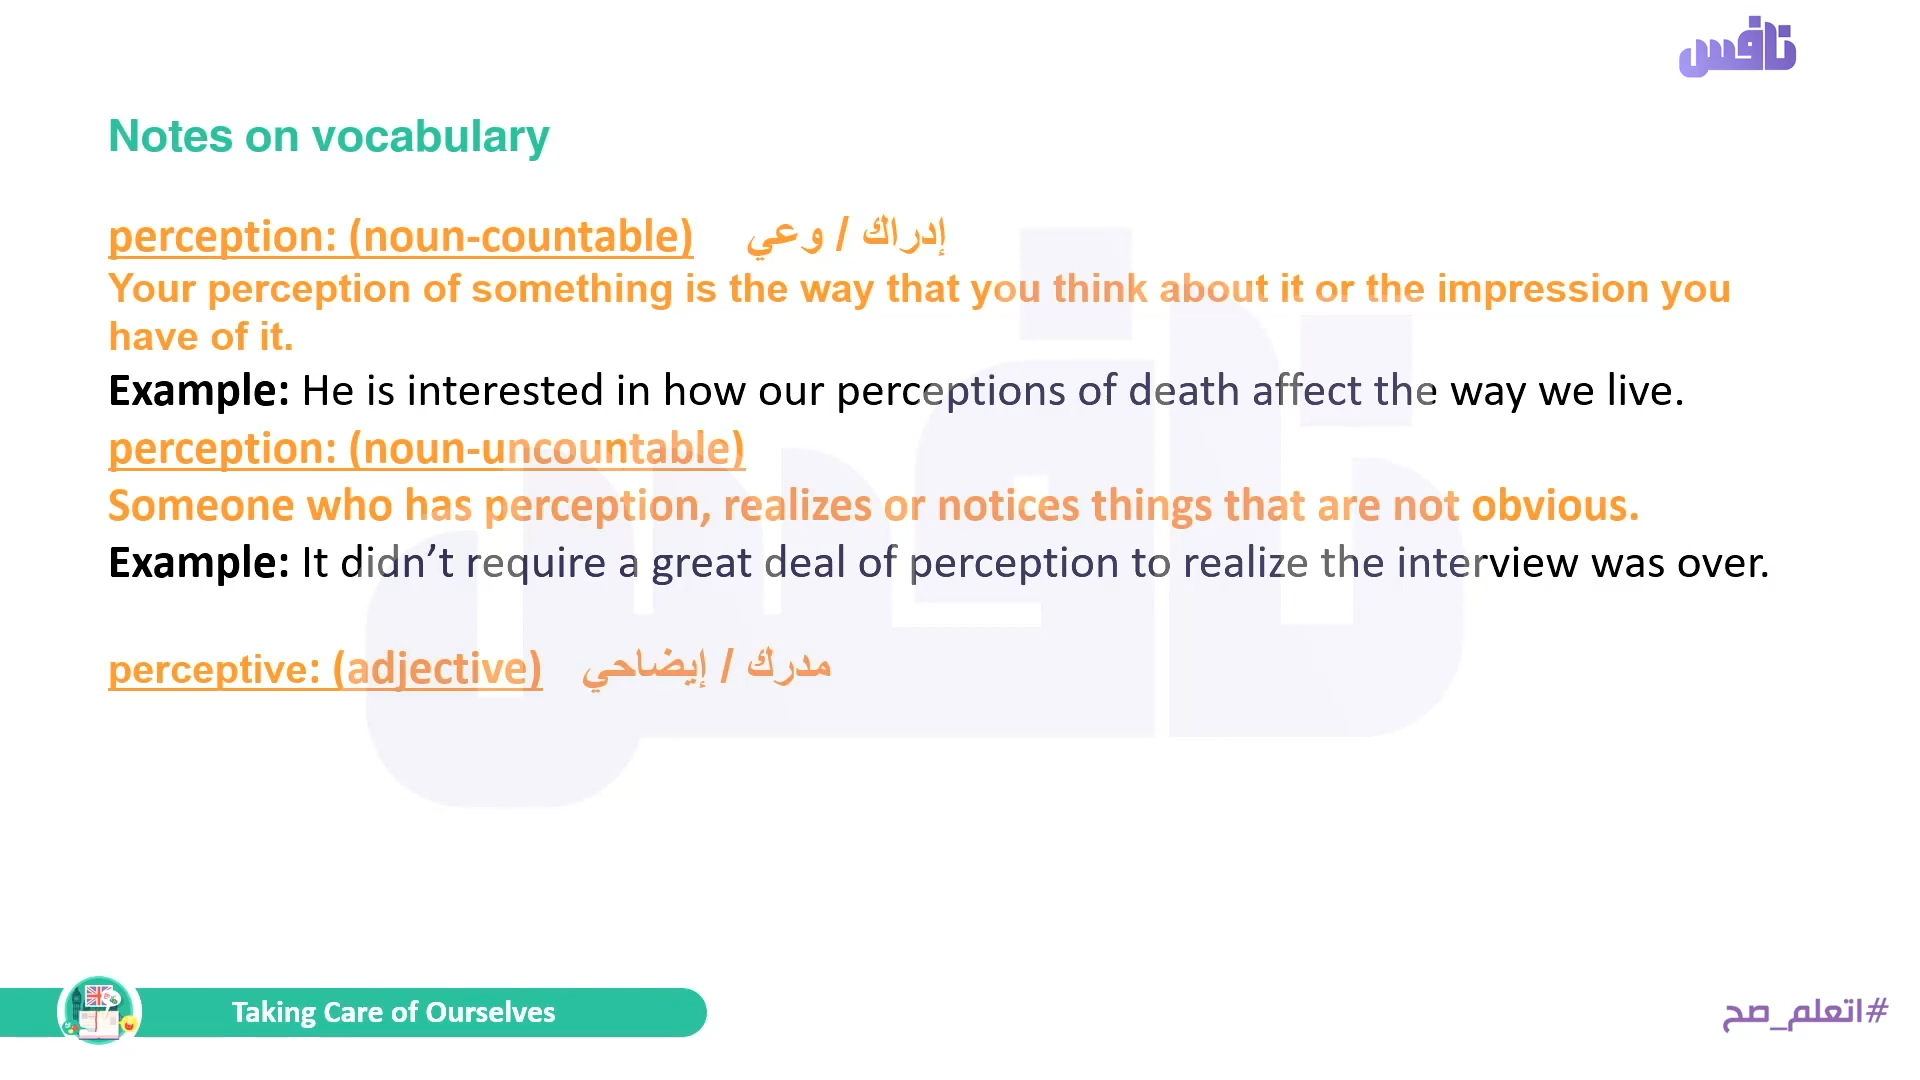 نافس
Notes on vocabulary
perception: (noun-countable) إدراك / وعي
Your perception of something is the way that you think about it or the impression you
have of it.
Example: He is interested in how our perceptions of death affect the way we live.
perception: (noun-uncountable)
Someone who has perception, realizes or notices things that are not obvious.
Example: It didn’t require a great deal of perception to realize the interview was over.
perceptive: (adjective) مدرك / إيضاحي
Taking Care of Ourselves
#اتعلم_صح